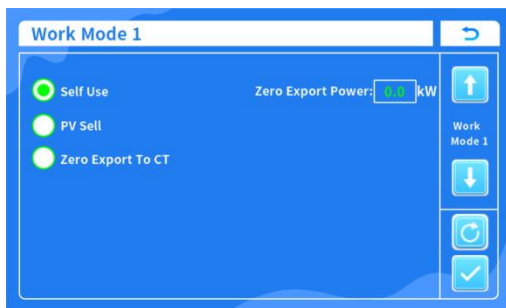 Work Mode 1
Self Use
Zero Export Power: 0.0 kW
PV Sell
Zero Export To CT
Work
Mode 1